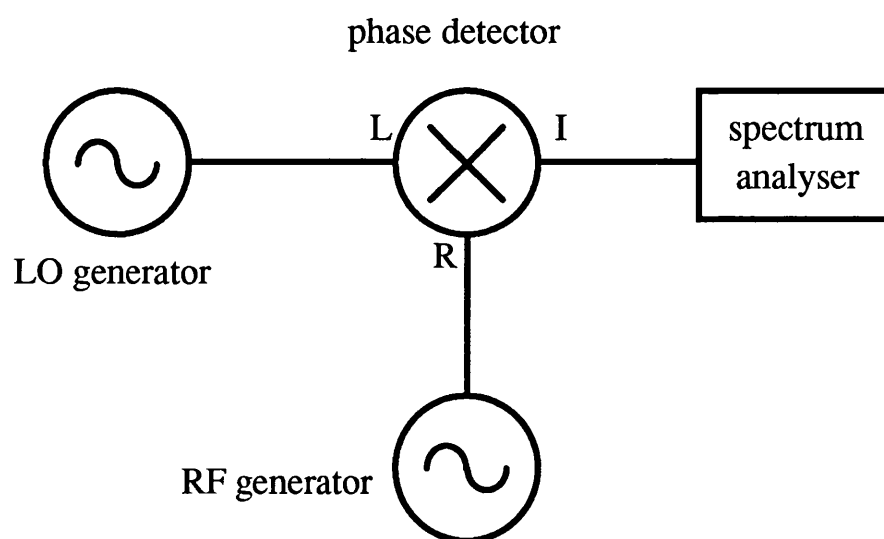 phase detector
L
I
spectrum
analyser
R
LO generator
RF generator